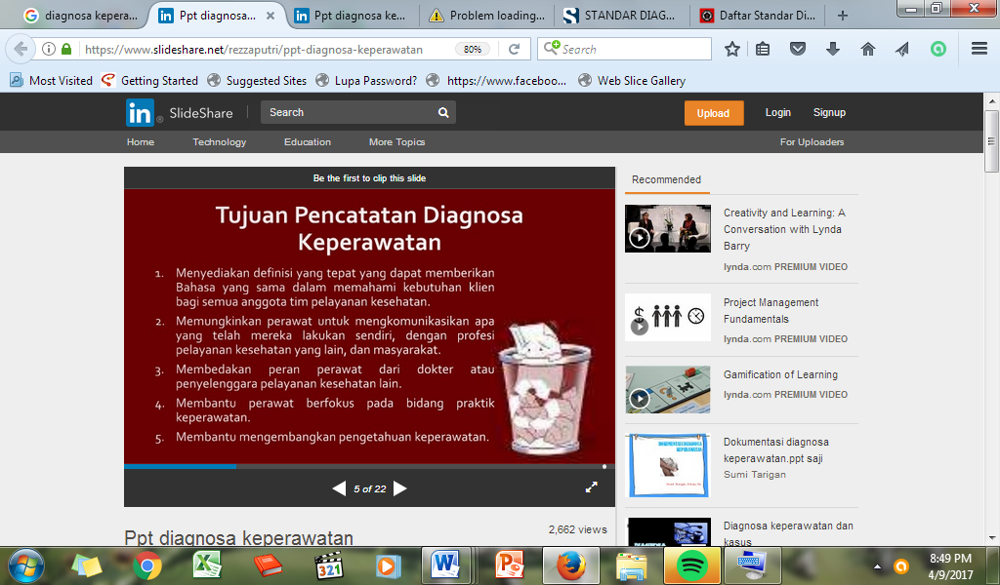 diagnosa kepera...
Ppt diagnosa...
Ppt diagnosa ke...
Problem loading...
STANDAR DIAG...
Daftar Standar Di...
https://www.slideshare.net/rezzaputri/ppt-diagnosa-keperawatan
80%
Search
Most Visited
Getting Started
Suggested Sites
Lupa Password?
https://www.faceboo...
Web Slice Gallery
in SlideShare
Search
Upload
Login
Signup
Home
Technology
Education
More Topics
For Uploaders
Be the first to clip this slide
Tujuan Pencatatan Diagnosa
Keperawatan
1. Menyediakan definisi yang tepat yang dapat memberikan
Bahasa yang sama dalam memahami kebutuhan klien
bagi semua anggota tim pelayanan kesehatan.
2. Memungkinkan perawat untuk mengkomunikasikan apa
yang telah mereka lakukan sendiri, dengan profesi
pelayanan kesehatan yang lain, dan masyarakat.
3. Membedakan peran perawat dari dokter atau
penyelenggara pelayanan kesehatan lain.
4. Membantu perawat berfokus pada bidang praktik
keperawatan.
5. Membantu mengembangkan pengetahuan keperawatan.
5 of 22
Ppt diagnosa keperawatan
2,662 views
Recommended
Creativity and Learning: A
Conversation with Lynda
Barry
lynda.com PREMIUM VIDEO
Project Management
Fundamentals
lynda.com PREMIUM VIDEO
Gamification of Learning
lynda.com PREMIUM VIDEO
DOKUMENTASI DIAGNOSA
KEPERAWATAN
Dokumentasi diagnosa
keperawatan.ppt saji
Sumi Tarigan
Diagnosa keperawatan dan
kasus
321
8:49 PM
4/9/2017